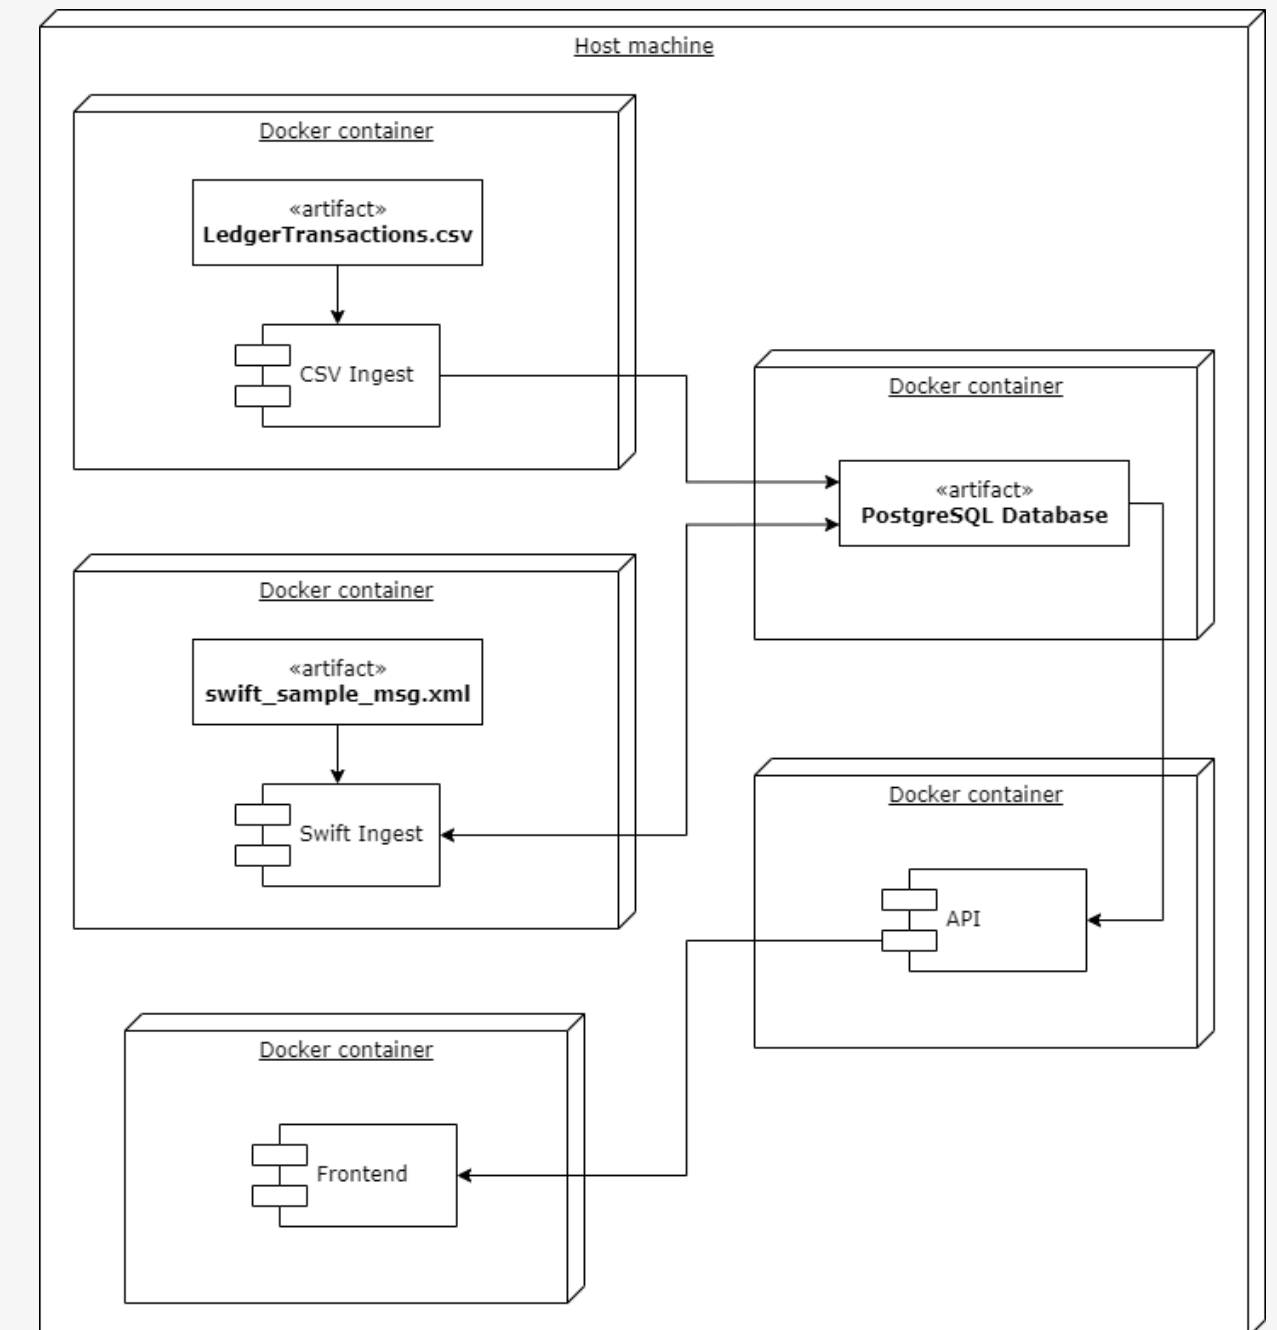 Host machine
Docker container
«artifact»
LedgerTransactions.csv
CSV Ingest
Docker container
«artifact»
PostgreSQL Database
Docker container
«artifact»
swift_sample_msg.xml
Swift Ingest
Docker container
API
Docker container
Frontend